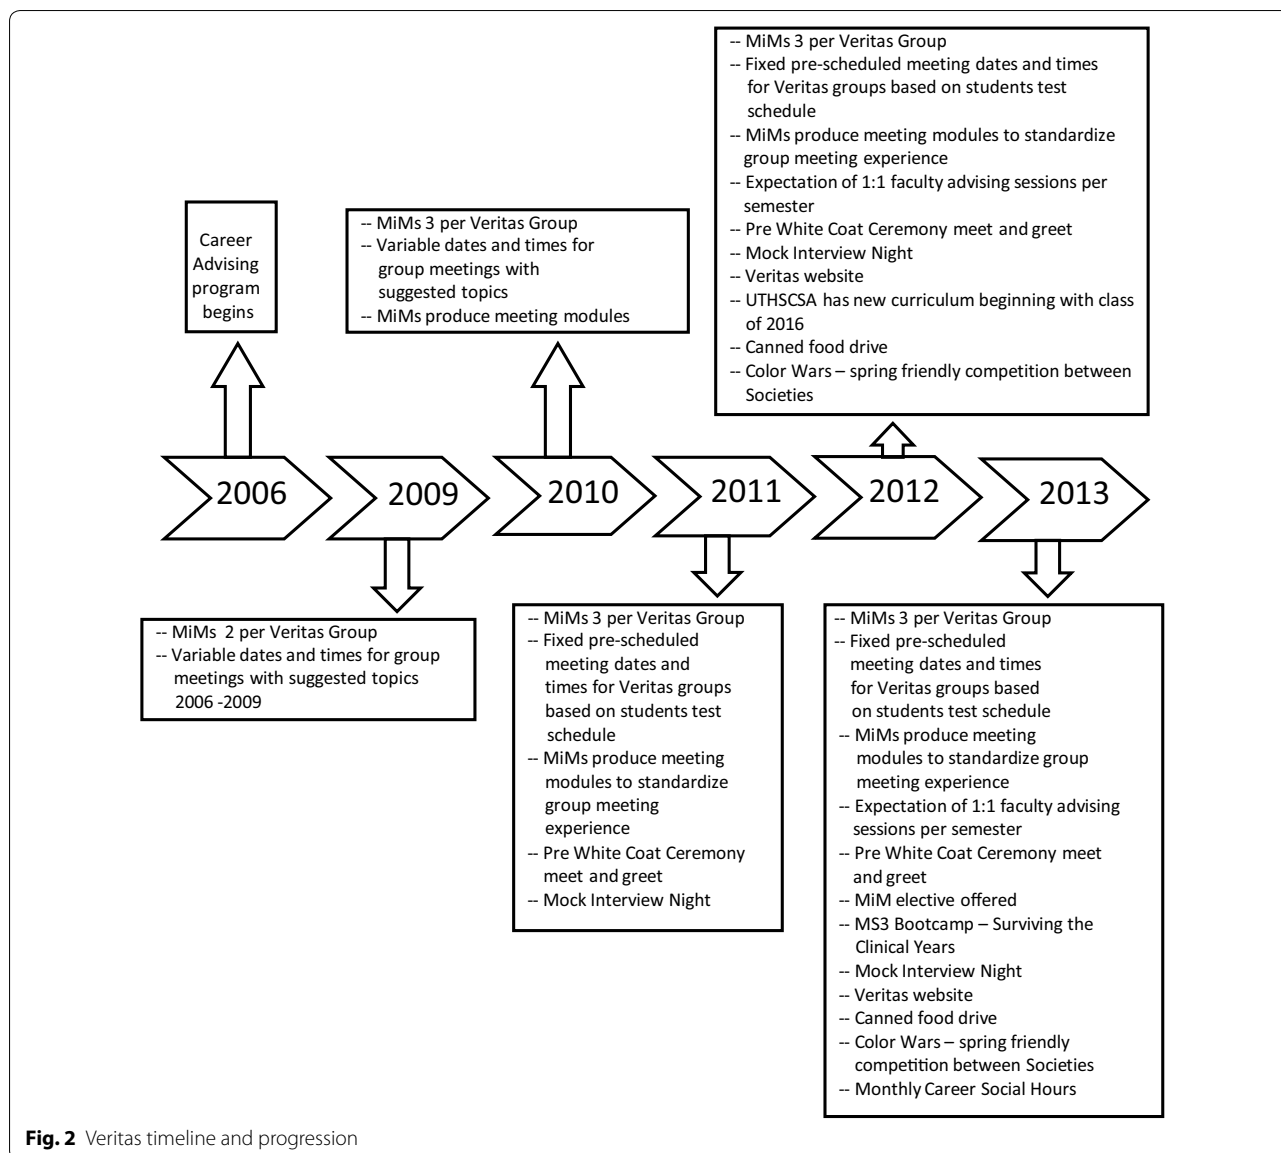 -- MiMs 3 per Veritas Group
-- Fixed pre-scheduled meeting dates and times
for Veritas groups based on students test
schedule
-- MiMs produce meeting modules to standardize
group meeting experience
-- Expectation of 1:1 faculty advising sessions per
semester
-- Pre White Coat Ceremony meet and greet
-- Mock Interview Night
-- Veritas website
-- UTHSCSA has new curriculum beginning with class
of 2016
-- Canned food drive
-- Color Wars – spring friendly competition between
Societies
Career
Advising
program
begins
-- MiMs 3 per Veritas Group
-- Variable dates and times for
group meetings with
suggested topics
-- MiMs produce meeting modules
2006
2009
2010
2011
2012
2013
-- MiMs 2 per Veritas Group
-- Variable dates and times for group
meetings with suggested topics
2006 -2009
-- MiMs 3 per Veritas Group
-- Fixed pre-scheduled
meeting dates and
times for Veritas groups
based on students test
schedule
-- MiMs produce meeting
modules to standardize
group meeting
experience
-- Pre White Coat Ceremony
meet and greet
-- Mock Interview Night
-- MiMs 3 per Veritas Group
-- Fixed pre-scheduled
meeting dates and times
for Veritas groups based
on students test schedule
-- MiMs produce meeting
modules to standardize group
meeting experience
-- Expectation of 1:1 faculty advising
sessions per semester
-- Pre White Coat Ceremony meet
and greet
-- MiM elective offered
-- MS3 Bootcamp – Surviving the
Clinical Years
-- Mock Interview Night
-- Veritas website
-- Canned food drive
-- Color Wars – spring friendly
competition between Societies
-- Monthly Career Social Hours
Fig. 2 Veritas timeline and progression